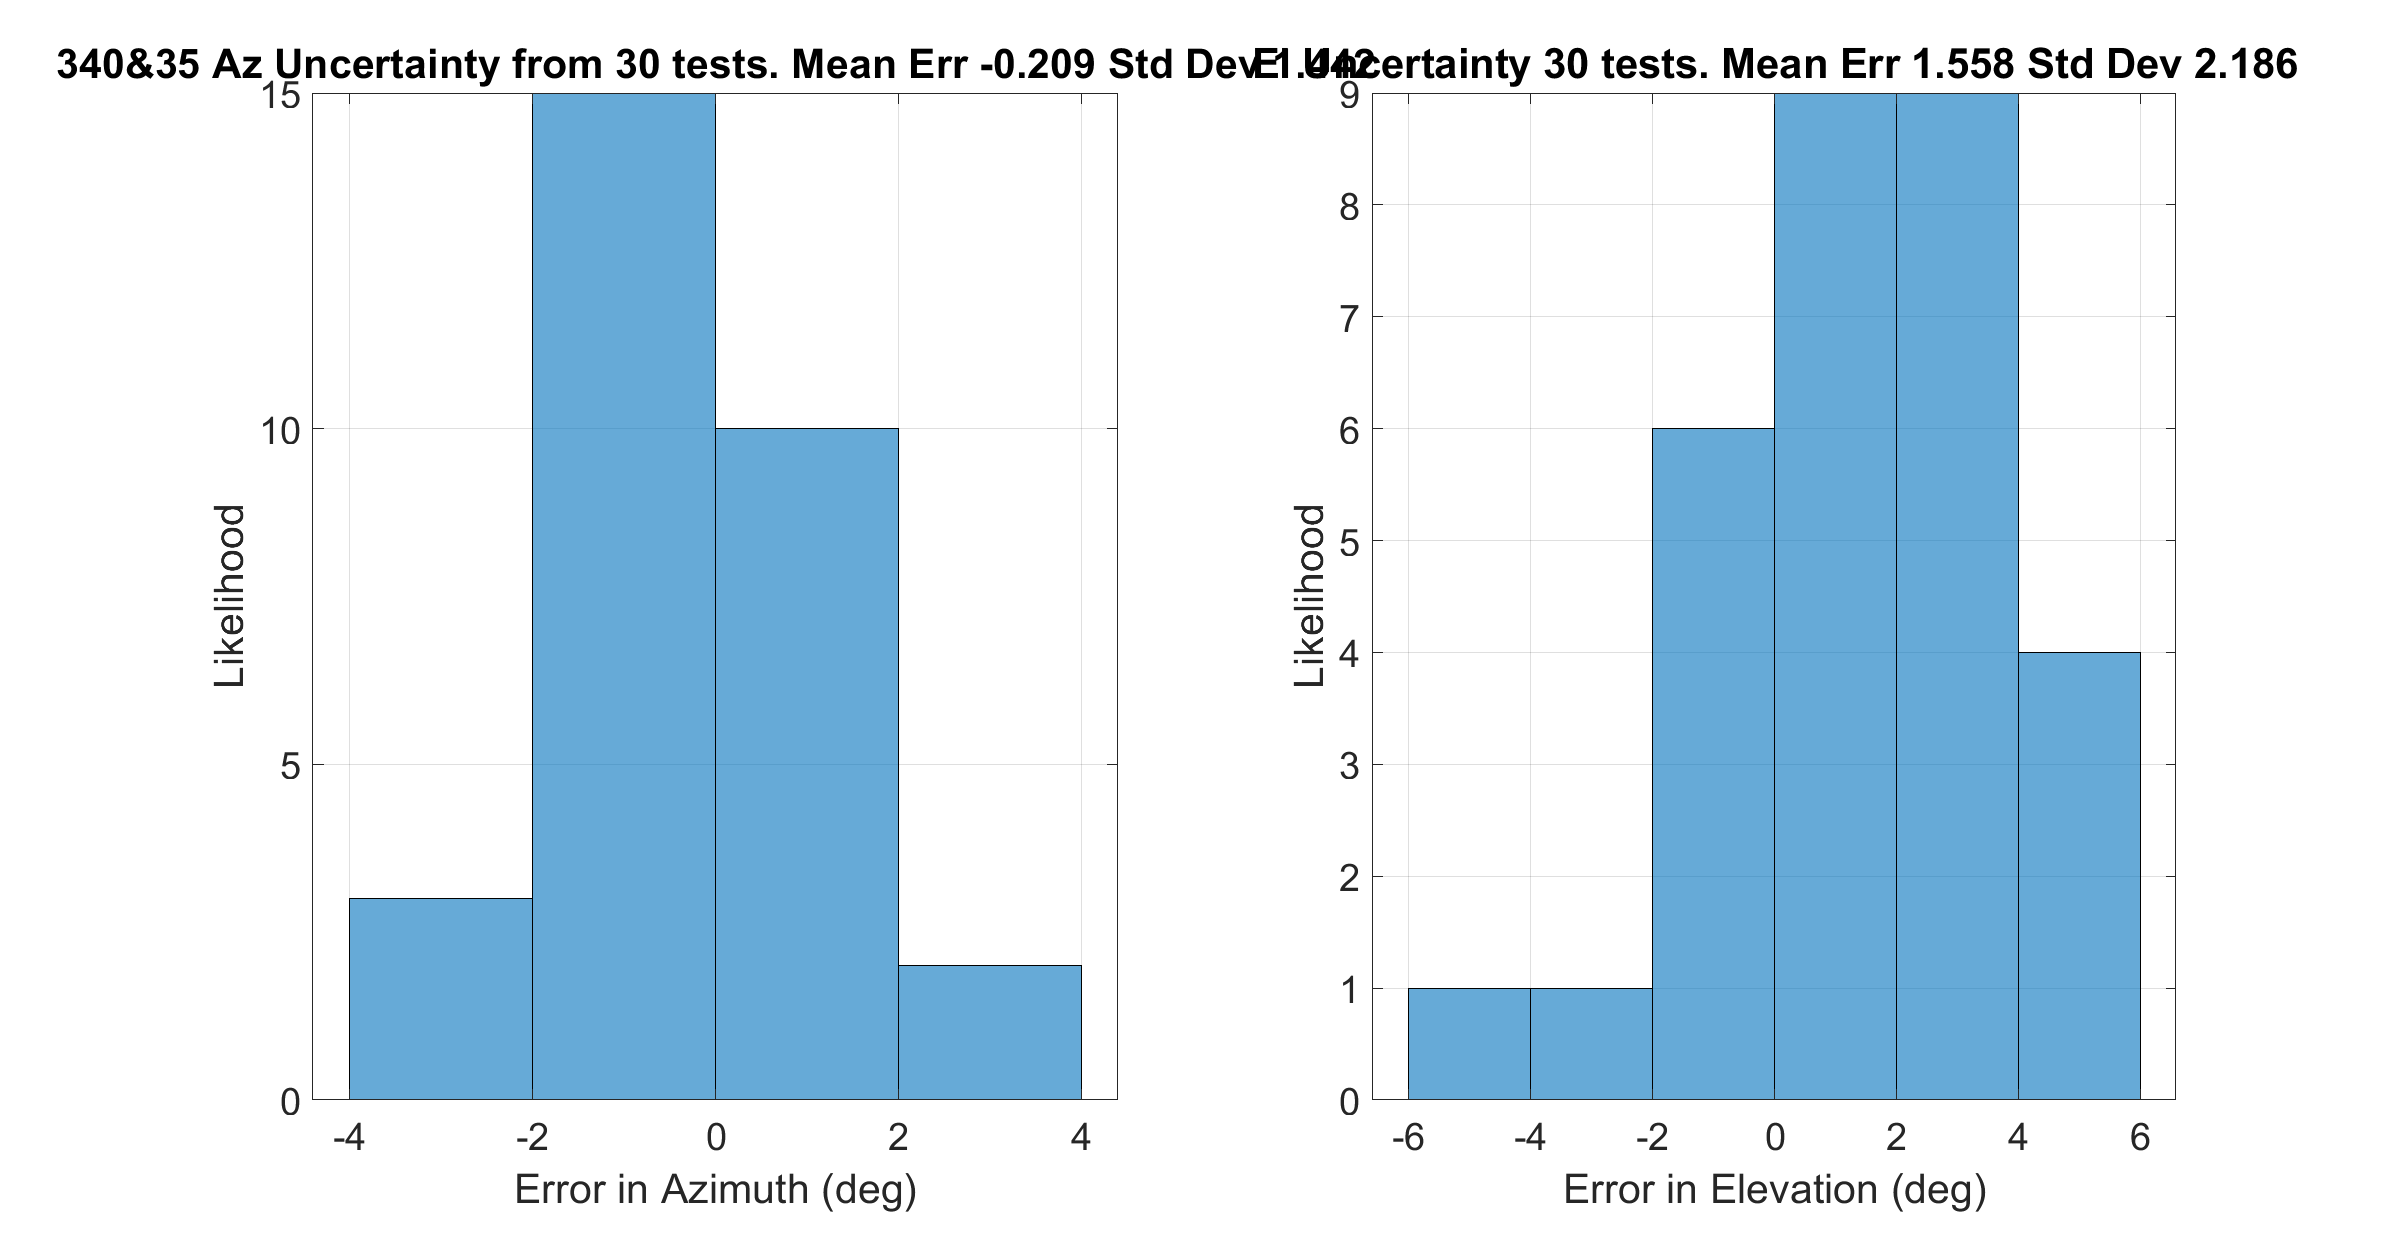 340&35 Az Uncertainty from 30 tests. Mean Err -0.209 Std Dev 1.442
15
10
5
0
Likelihood
-4 -2 0 2 4
Error in Azimuth (deg)
El Uncertainty 30 tests. Mean Err 1.558 Std Dev 2.186
9
8
7
6
5
4
3
2
1
0
Likelihood
-6 -4 -2 0 2 4 6
Error in Elevation (deg)